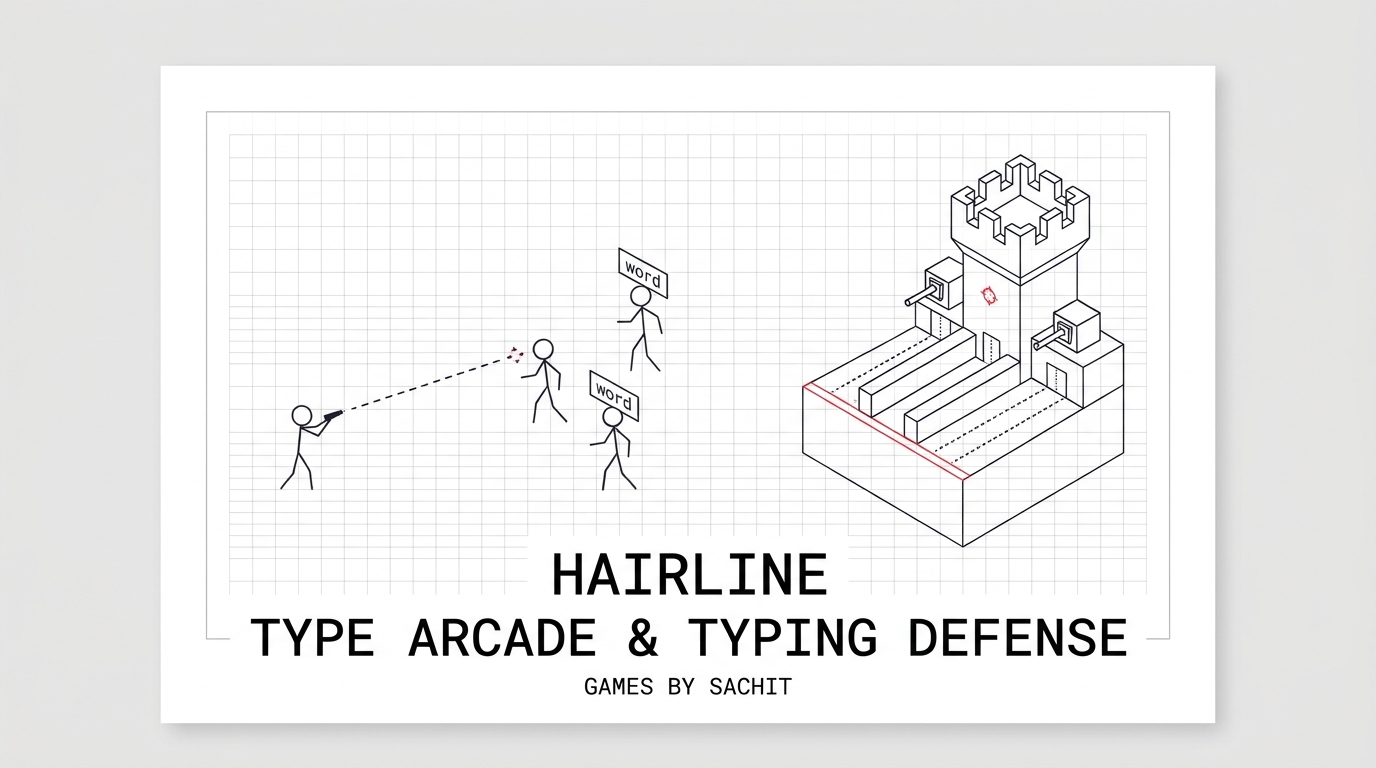 word
word
HAIRLINE
TYPE ARCADE & TYPING DEFENSE
GAMES BY SACHIT